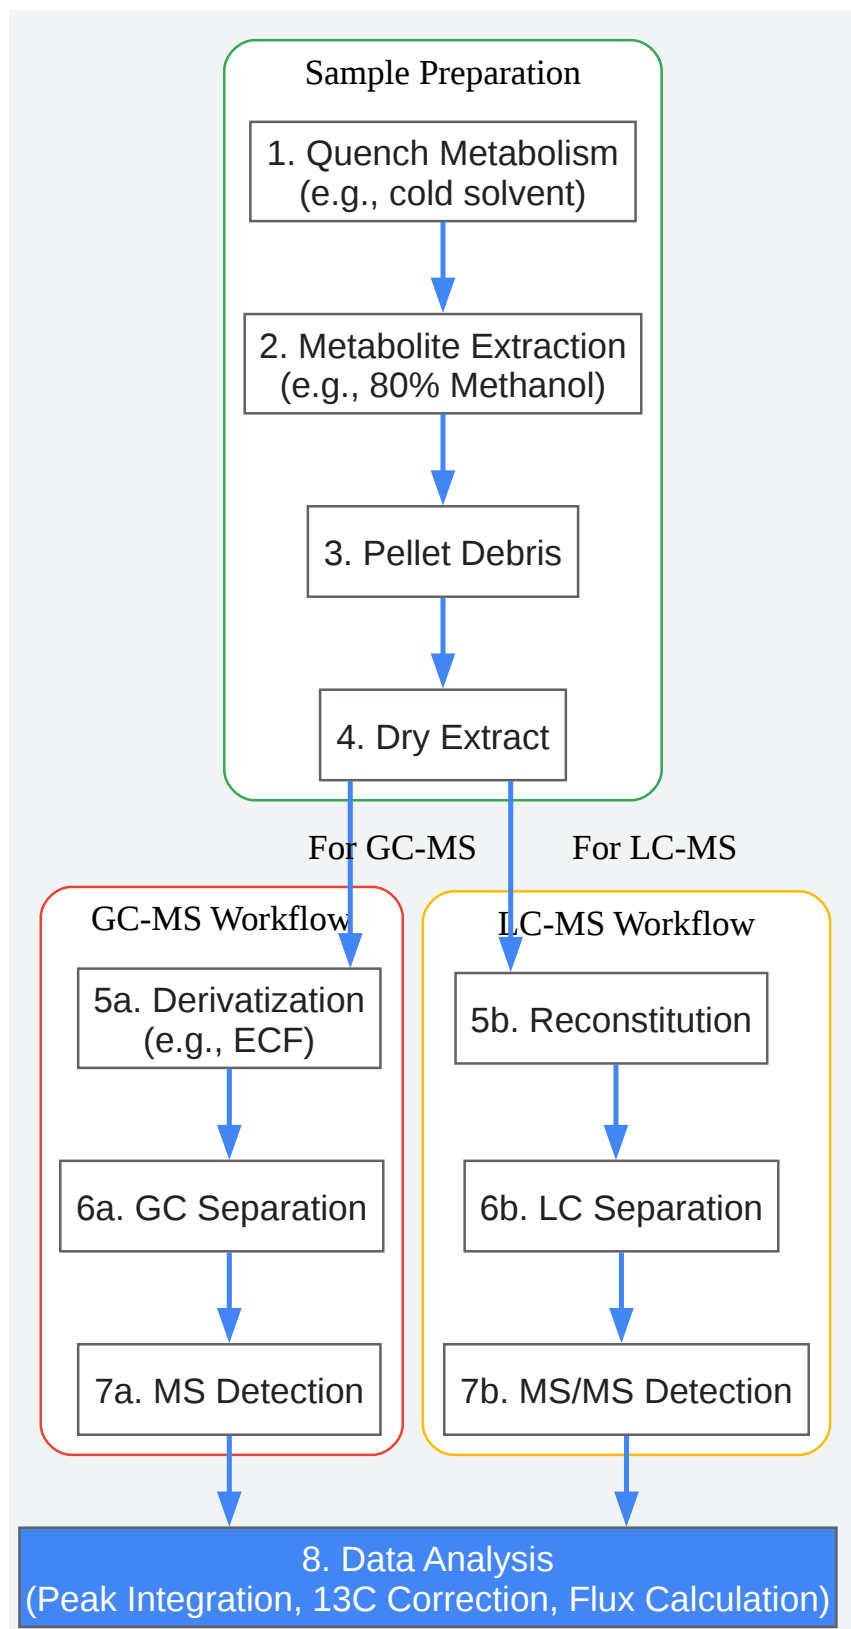 Sample Preparation
1. Quench Metabolism
(e.g., cold solvent)
2. Metabolite Extraction
(e.g., 80% Methanol)
3. Pellet Debris
4. Dry Extract
For GC-MS
For LC-MS
GC-MS Workflow
5a. Derivatization
(e.g., ECF)
6a. GC Separation
7a. MS Detection
LC-MS Workflow
5b. Reconstitution
6b. LC Separation
7b. MS/MS Detection
8. Data Analysis
(Peak Integration, 13C Correction, Flux Calculation)